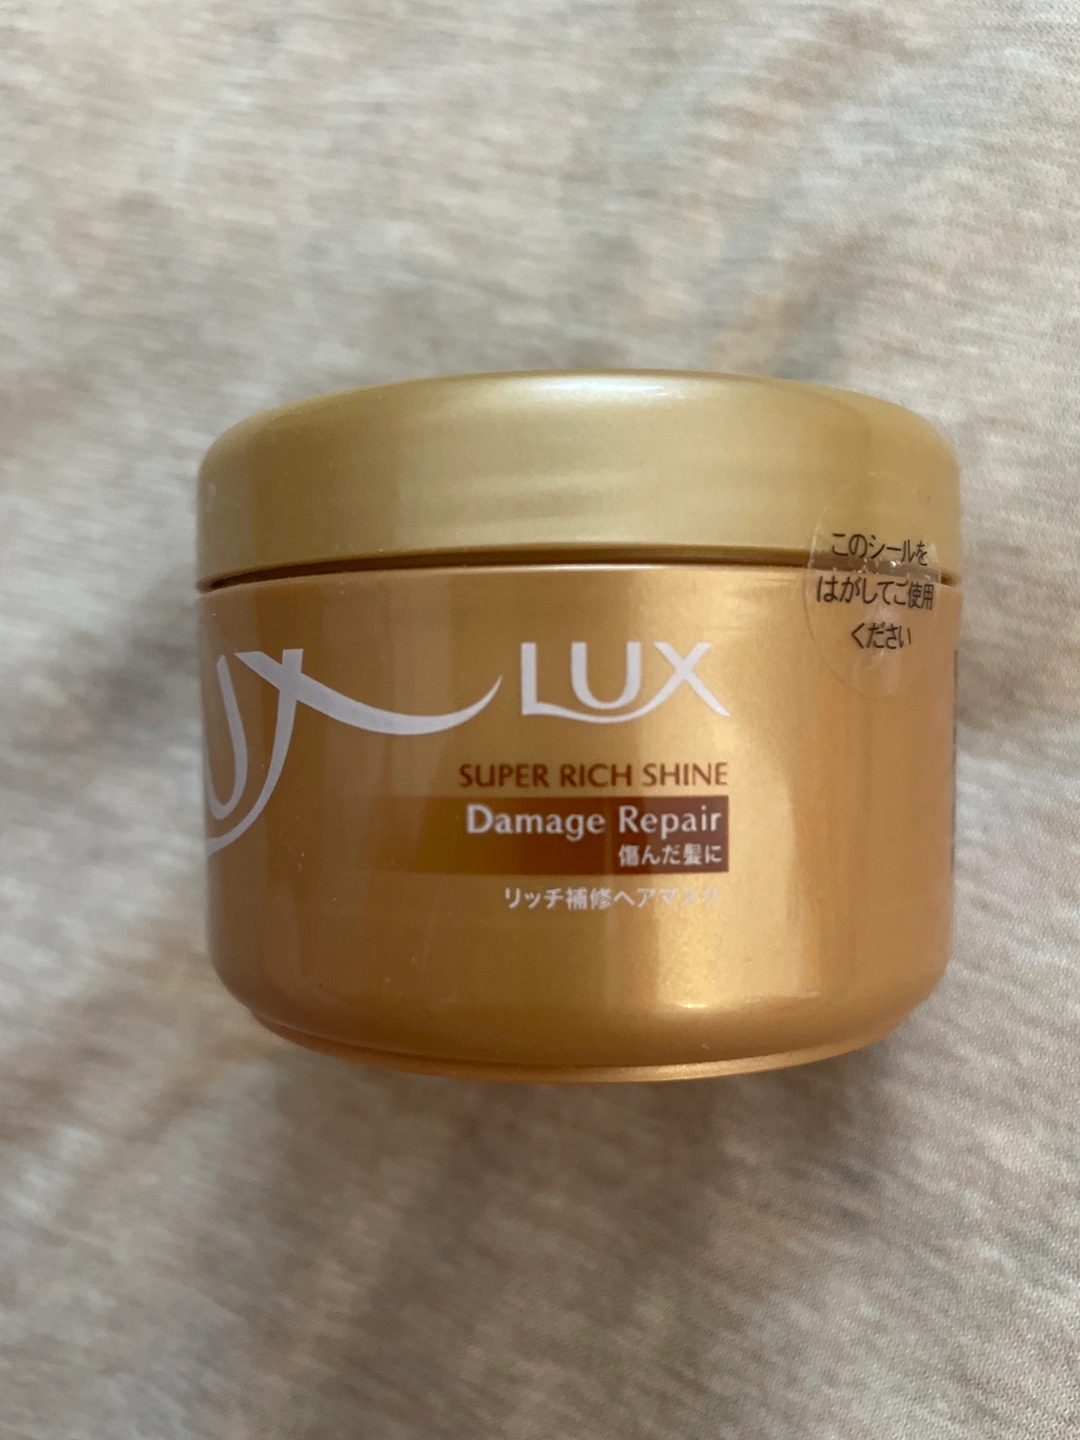 このシールを
はがしてご使用
ください
UX
LUX
SUPER RICH SHINE
Damage Repair
傷んだ髪に
リッチ補修ヘアマスク